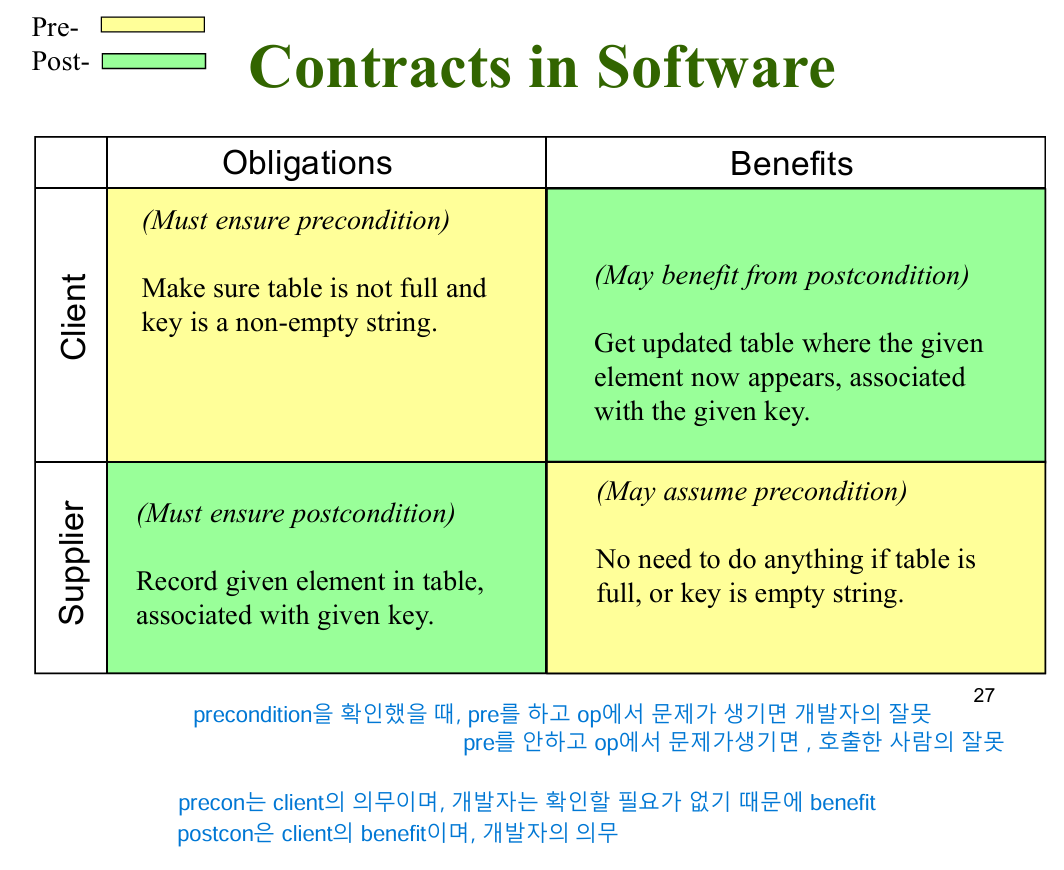 Pre-
Post-
Contracts in Software
Obligations
Benefits
Client
(Must ensure precondition)
Make sure table is not full and
key is a non-empty string.
(May benefit from postcondition)
Get updated table where the given
element now appears, associated
with the given key.
Supplier
(Must ensure postcondition)
Record given element in table,
associated with given key.
(May assume precondition)
No need to do anything if table is
full, or key is empty string.
27
precondition을 확인했을 때, pre를 하고 op에서 문제가 생기면 개발자의 잘못
pre를 안하고 op에서 문제가생기면 , 호출한 사람의 잘못
precon는 client의 의무이며, 개발자는 확인할 필요가 없기 때문에 benefit
postcon은 client의 benefit이며, 개발자의 의무